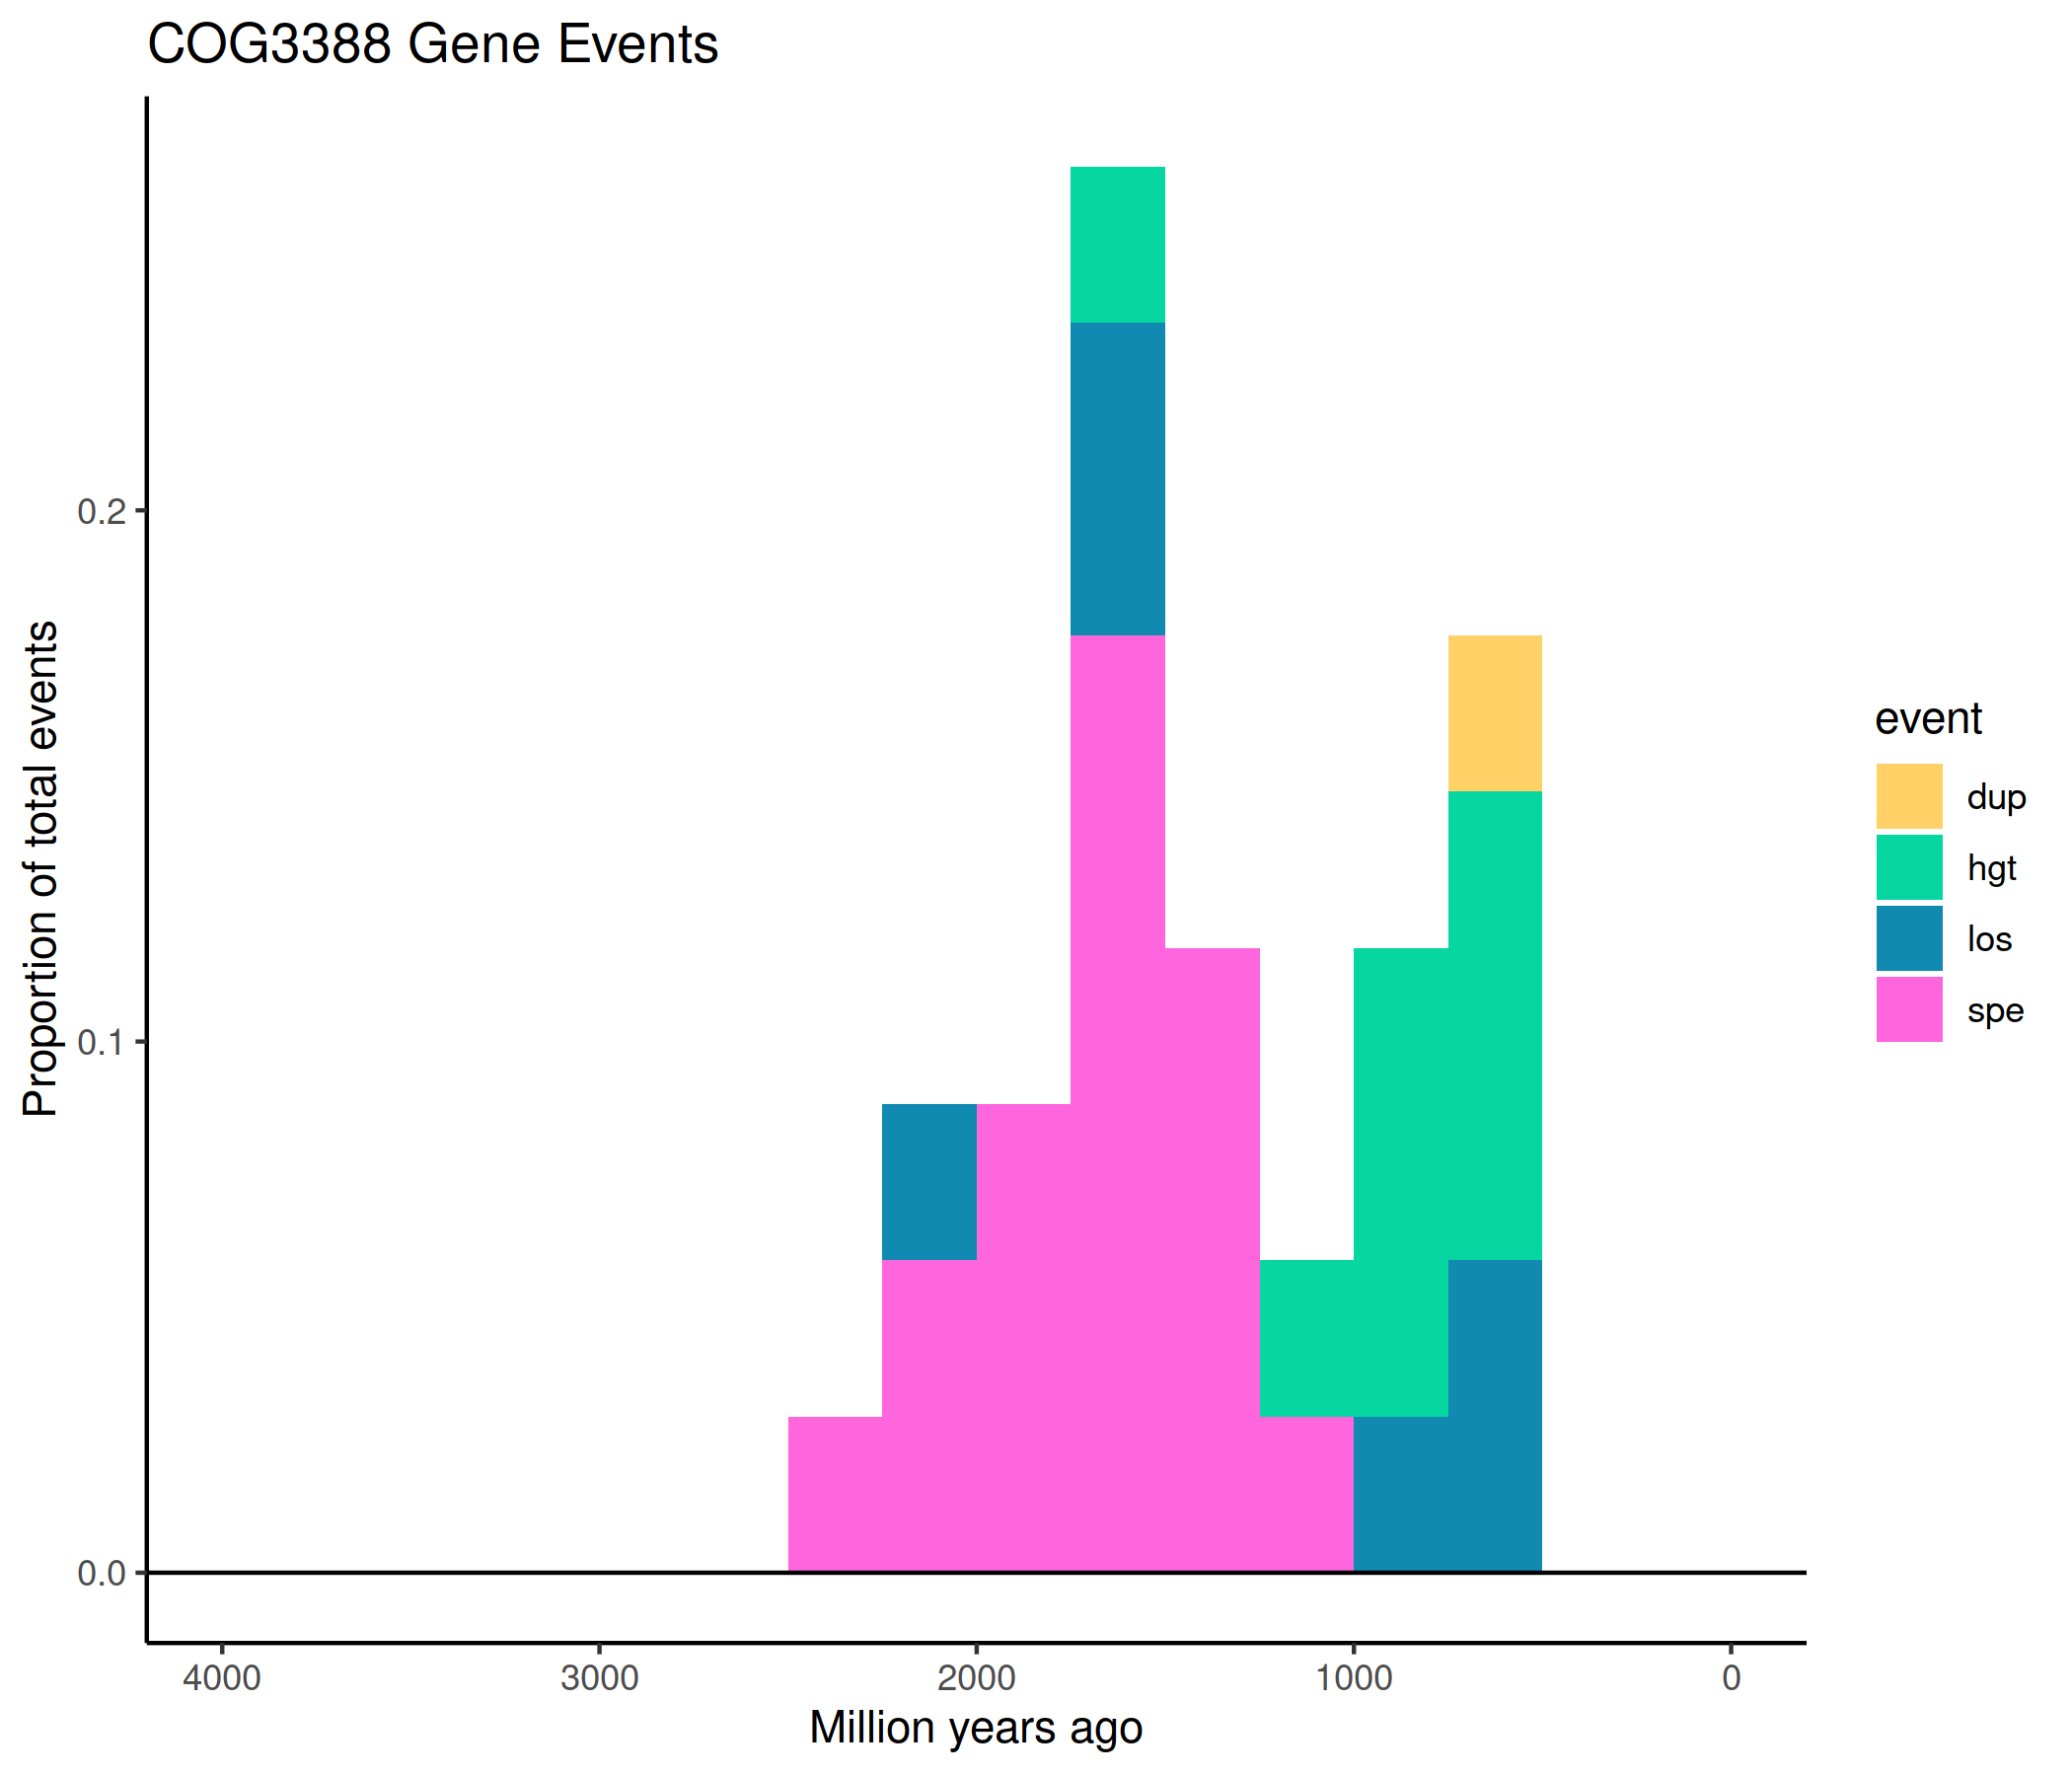 COG3388 Gene Events
Proportion of total events
0.2
0.1
0.0
4000 3000 2000 1000 0
Million years ago
event
dup
hgt
los
spe